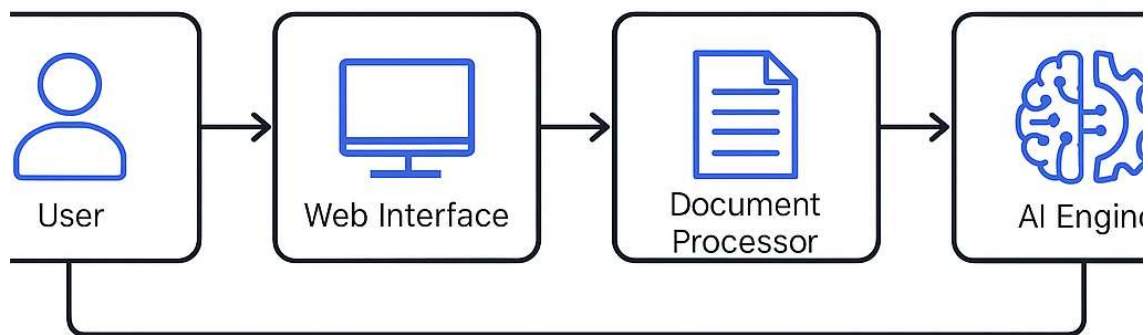 User
Web Interface
Document
Processor
AI Engin